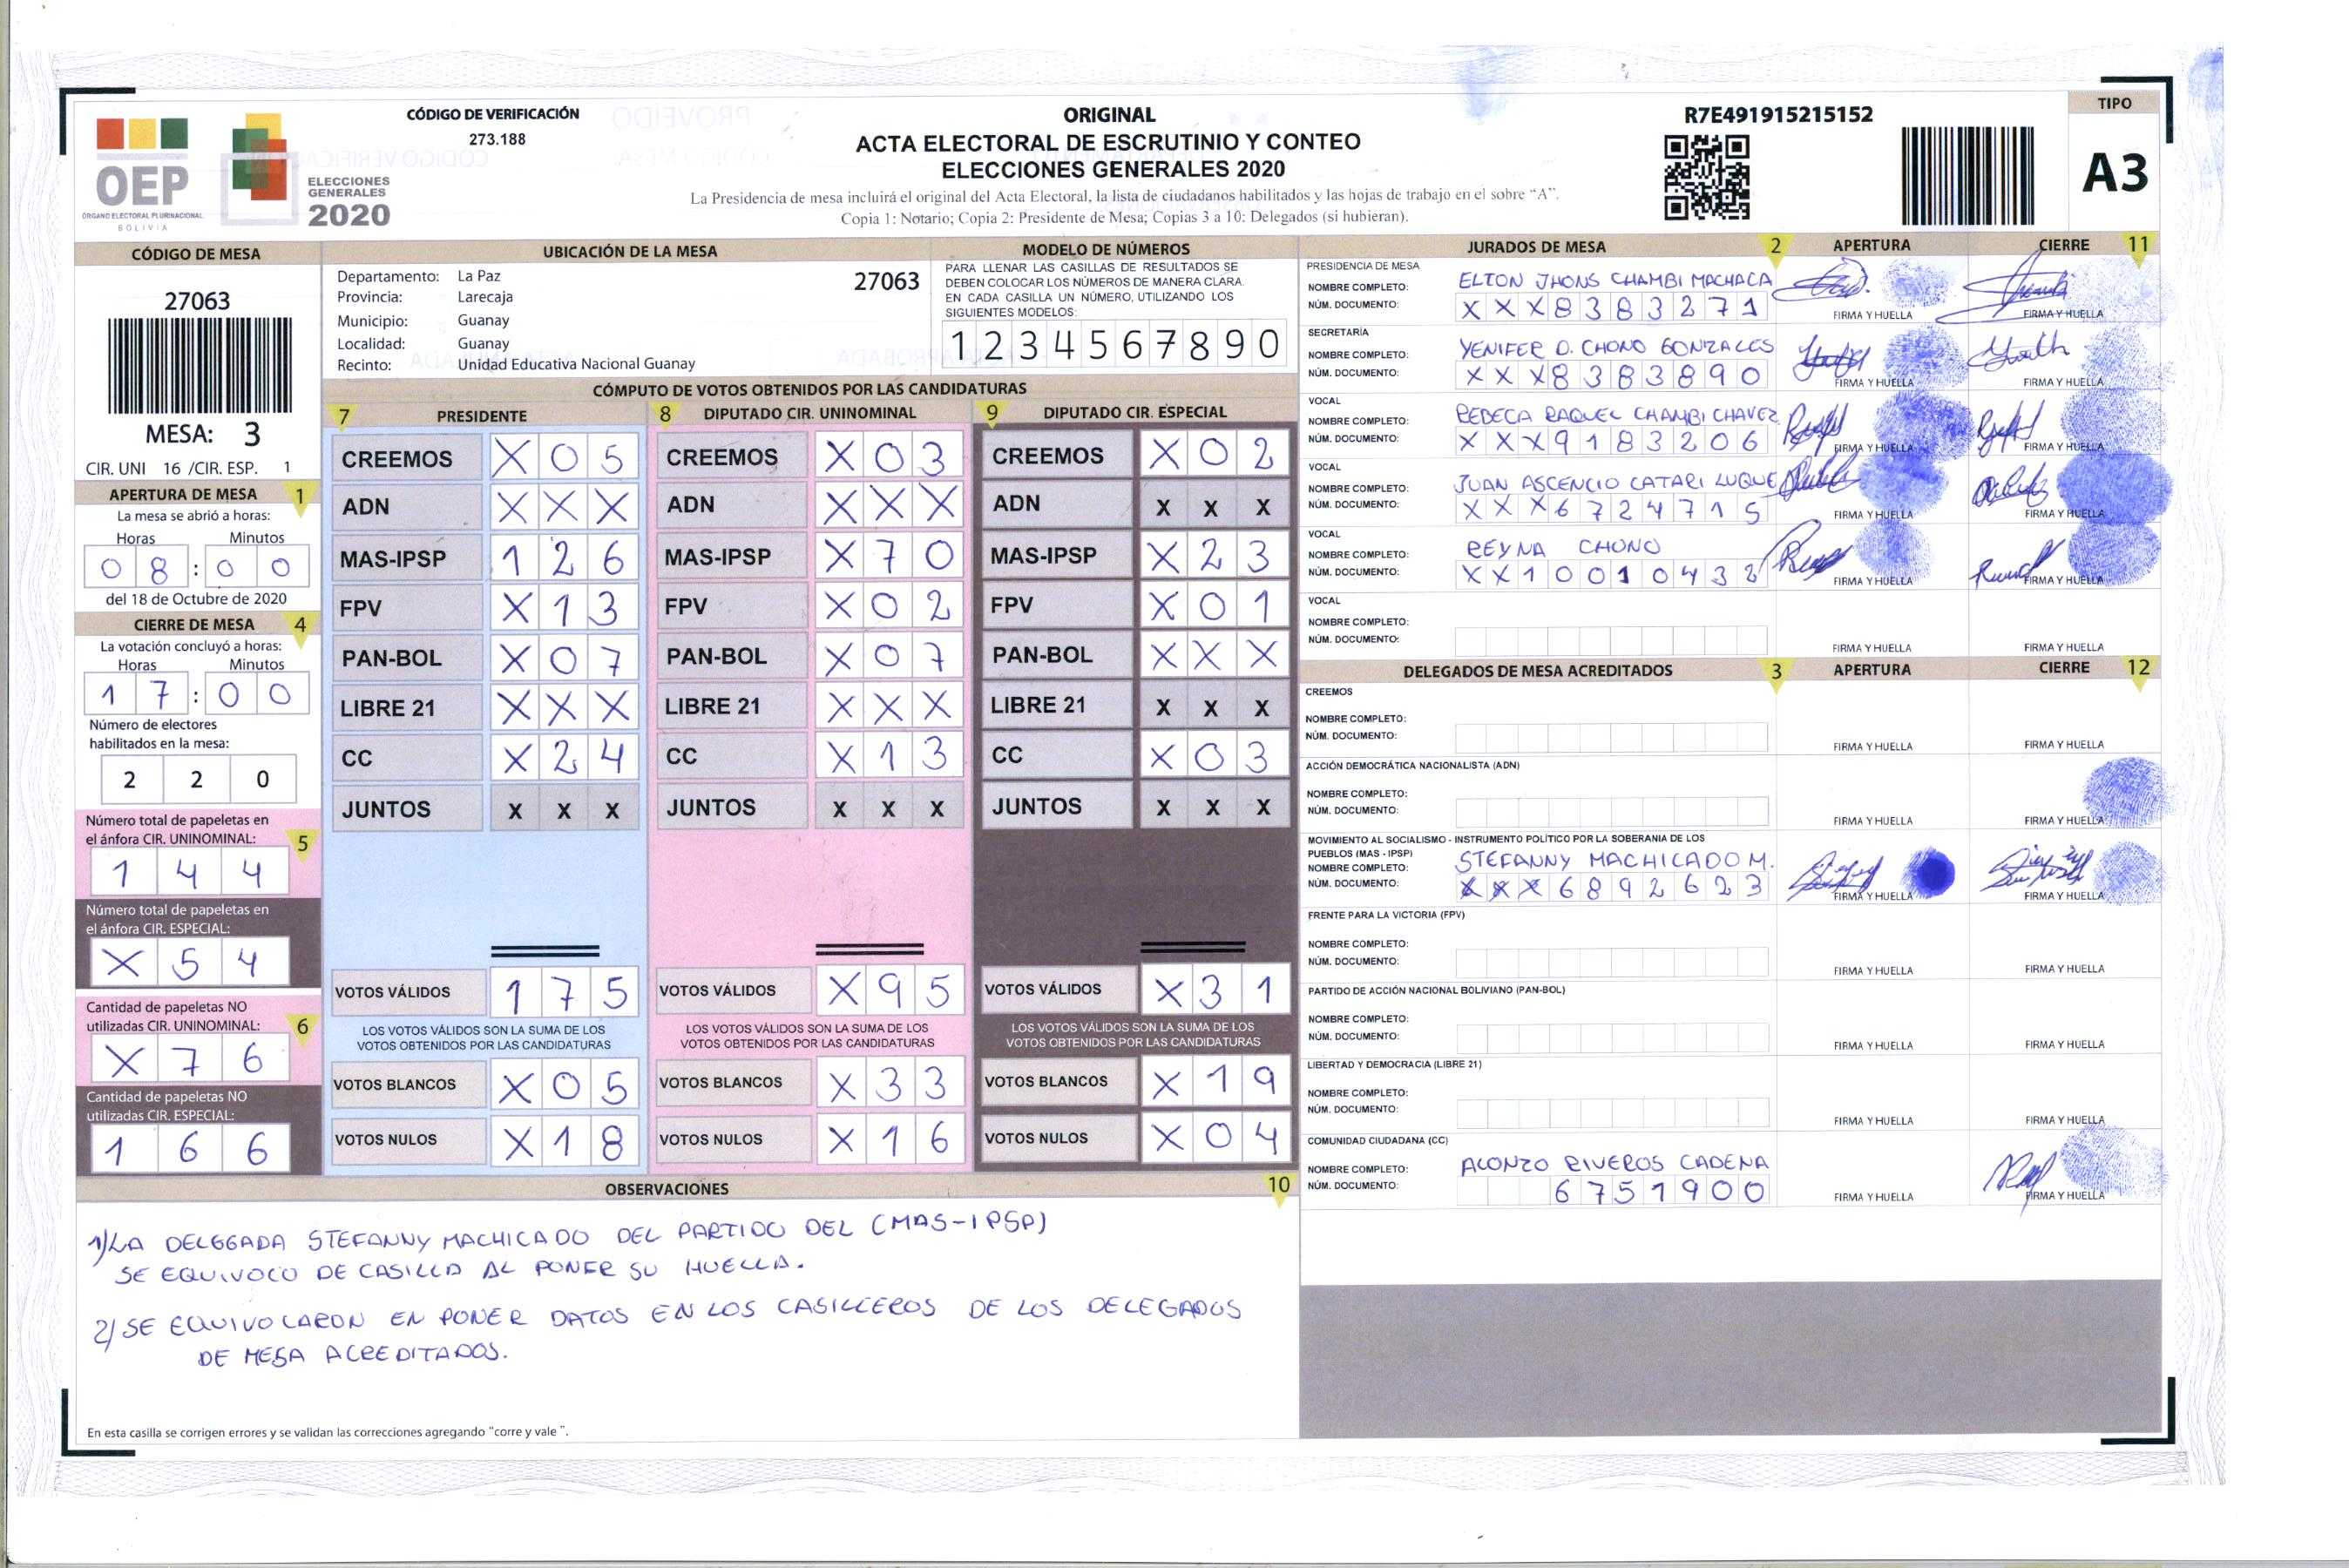 CÓDIGO DE VERIFICACIÓN
273.188
ORIGINAL
ACTA ELECTORAL DE ESCRUTINIO Y CONTEO
ELECCIONES GENERALES 2020
La Presidencia de mesa incluirá el original del Acta Electoral, la lista de ciudadanos habilitados y las hojas de trabajo en el sobre “A”.
Copia 1: Notario; Copia 2: Presidente de Mesa; Copias 3 a 10: Delegados (si hubieran).
R7E491915215152
TIPO
A3
OEP
ÓRGANO ELECTORAL PLURINACIONAL
BOLIVIA
ELECCIONES
GENERALES
2020
CÓDIGO DE MESA
27063
MESA: 3
CIR. UNI 16 /CIR. ESP. 1
APERTURA DE MESA 1
La mesa se abrió a horas:
Horas Minutos
0 8 : 0 0
del 18 de Octubre de 2020
CIERRE DE MESA 4
La votación concluyó a horas:
Horas Minutos
1 7 : 0 0
Número de electores
habilitados en la mesa:
2 2 0
Número total de papeletas en
el ánfora CIR. UNINOMINAL: 5
1 4 4
Número total de papeletas en
el ánfora CIR. ESPECIAL:
X 5 4
Cantidad de papeletas NO
utilizadas CIR. UNINOMINAL: 6
X 7 6
Cantidad de papeletas NO
utilizadas CIR. ESPECIAL:
1 6 6
UBICACIÓN DE LA MESA
Departamento: La Paz 27063
Provincia: Larecaja
Municipio: Guanay
Localidad: Guanay
Recinto: Unidad Educativa Nacional Guanay
MODELO DE NÚMEROS
PARA LLENAR LAS CASILLAS DE RESULTADOS SE
DEBEN COLOCAR LOS NÚMEROS DE MANERA CLARA.
EN CADA CASILLA UN NÚMERO, UTILIZANDO LOS
SIGUIENTES MODELOS:
1 2 3 4 5 6 7 8 9 0
CÓMPUTO DE VOTOS OBTENIDOS POR LAS CANDIDATURAS
7 PRESIDENTE
CREEMOS X 0 5
ADN X X X
MAS-IPSP 1 2 6
FPV X 1 3
PAN-BOL X 0 7
LIBRE 21 X X X
CC X 2 4
JUNTOS X X X
VOTOS VÁLIDOS 1 7 5
LOS VOTOS VÁLIDOS SON LA SUMA DE LOS
VOTOS OBTENIDOS POR LAS CANDIDATURAS
VOTOS BLANCOS X 0 5
VOTOS NULOS X 1 8
8 DIPUTADO CIR. UNINOMINAL
CREEMOS X 0 3
ADN X X X
MAS-IPSP X 7 0
FPV X 0 2
PAN-BOL X 0 7
LIBRE 21 X X X
CC X 1 3
JUNTOS X X X
VOTOS VÁLIDOS X 9 5
LOS VOTOS VÁLIDOS SON LA SUMA DE LOS
VOTOS OBTENIDOS POR LAS CANDIDATURAS
VOTOS BLANCOS X 3 3
VOTOS NULOS X 1 6
9 DIPUTADO CIR. ESPECIAL
CREEMOS X 0 2
ADN X X X
MAS-IPSP X 2 3
FPV X 0 1
PAN-BOL X X X
LIBRE 21 X X X
CC X 0 3
JUNTOS X X X
VOTOS VÁLIDOS X 3 1
LOS VOTOS VÁLIDOS SON LA SUMA DE LOS
VOTOS OBTENIDOS POR LAS CANDIDATURAS
VOTOS BLANCOS X 1 9
VOTOS NULOS X 0 4
JURADOS DE MESA 2 APERTURA CIERRE 11
PRESIDENCIA DE MESA
NOMBRE COMPLETO: ELTON JHONS CHAMBI MACHACA
NÚM. DOCUMENTO: X X X 8 3 8 3 2 7 1 FIRMA Y HUELLA FIRMA Y HUELLA
SECRETARÍA
NOMBRE COMPLETO: YENIFER D. CHONO GONZALES
NÚM. DOCUMENTO: X X X 8 3 8 3 8 9 0 FIRMA Y HUELLA FIRMA Y HUELLA
VOCAL
NOMBRE COMPLETO: REBECA RAQUEL CHAMBI CHAVEZ
NÚM. DOCUMENTO: X X X 9 1 8 3 2 0 6 FIRMA Y HUELLA FIRMA Y HUELLA
VOCAL
NOMBRE COMPLETO: JUAN ASCENCIO CATARI LUQUE
NÚM. DOCUMENTO: X X X 6 7 2 4 7 1 5 FIRMA Y HUELLA FIRMA Y HUELLA
VOCAL
NOMBRE COMPLETO: REYNA CHONO
NÚM. DOCUMENTO: X X 1 0 0 1 0 4 3 2 FIRMA Y HUELLA FIRMA Y HUELLA
VOCAL
NOMBRE COMPLETO:
NÚM. DOCUMENTO: FIRMA Y HUELLA FIRMA Y HUELLA
DELEGADOS DE MESA ACREDITADOS 3 APERTURA CIERRE 12
CREEMOS
NOMBRE COMPLETO:
NÚM. DOCUMENTO: FIRMA Y HUELLA FIRMA Y HUELLA
ACCIÓN DEMOCRÁTICA NACIONALISTA (ADN)
NOMBRE COMPLETO:
NÚM. DOCUMENTO: FIRMA Y HUELLA FIRMA Y HUELLA
MOVIMIENTO AL SOCIALISMO - INSTRUMENTO POLÍTICO POR LA SOBERANIA DE LOS
PUEBLOS (MAS - IPSP)
NOMBRE COMPLETO: STEFANNY MACHICADO M.
NÚM. DOCUMENTO: X X X 6 8 9 2 6 2 3 FIRMA Y HUELLA FIRMA Y HUELLA
FRENTE PARA LA VICTORIA (FPV)
NOMBRE COMPLETO:
NÚM. DOCUMENTO: FIRMA Y HUELLA FIRMA Y HUELLA
PARTIDO DE ACCIÓN NACIONAL BOLIVIANO (PAN-BOL)
NOMBRE COMPLETO:
NÚM. DOCUMENTO: FIRMA Y HUELLA FIRMA Y HUELLA
LIBERTAD Y DEMOCRACIA (LIBRE 21)
NOMBRE COMPLETO:
NÚM. DOCUMENTO: FIRMA Y HUELLA FIRMA Y HUELLA
COMUNIDAD CIUDADANA (CC)
NOMBRE COMPLETO: ALONZO RIVEROS CADENA
NÚM. DOCUMENTO: 6 7 5 1 9 0 0 FIRMA Y HUELLA FIRMA Y HUELLA
OBSERVACIONES 10
1) LA DELEGADA STEFANNY MACHICADO DEL PARTIDO DEL (MAS-IPSP)
SE EQUIVOCO DE CASILLA AL PONER SU HUELLA.
2) SE EQUIVOCARON EN PONER DATOS EN LOS CASILLEROS DE LOS DELEGADOS
DE MESA ACREDITADOS.
En esta casilla se corrigen errores y se validan las correcciones agregando "corre y vale ".